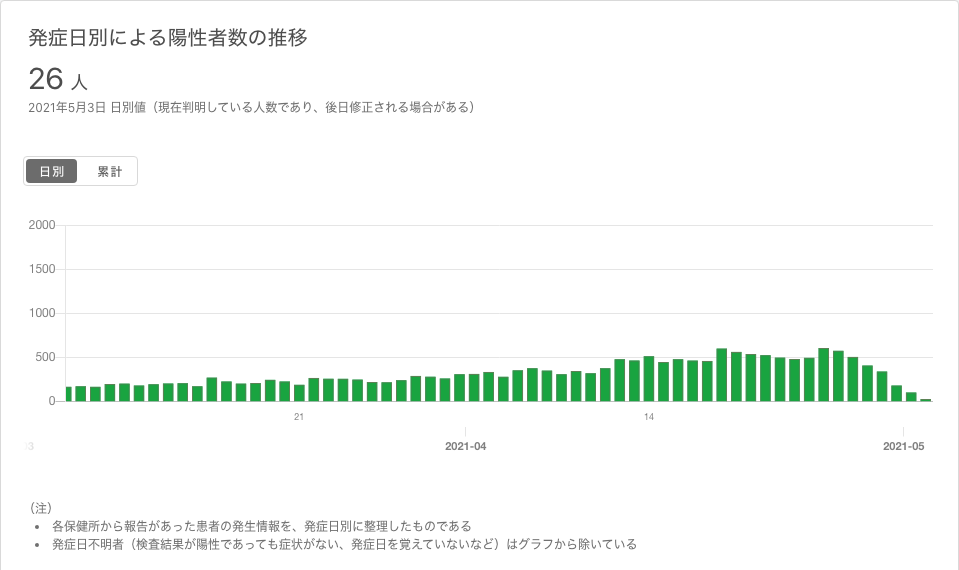 発症日別による陽性者数の推移
26 人
2021年5月3日 日別値（現在判明している人数であり、後日修正される場合がある）
日別 累計
2000
1500
1000
500
0
21 14
3 2021-04 2021-05
（注）
• 各保健所から報告があった患者の発生情報を、発症日別に整理したものである
• 発症日不明者（検査結果が陽性であっても症状がない、発症日を覚えていないなど）はグラフから除いている